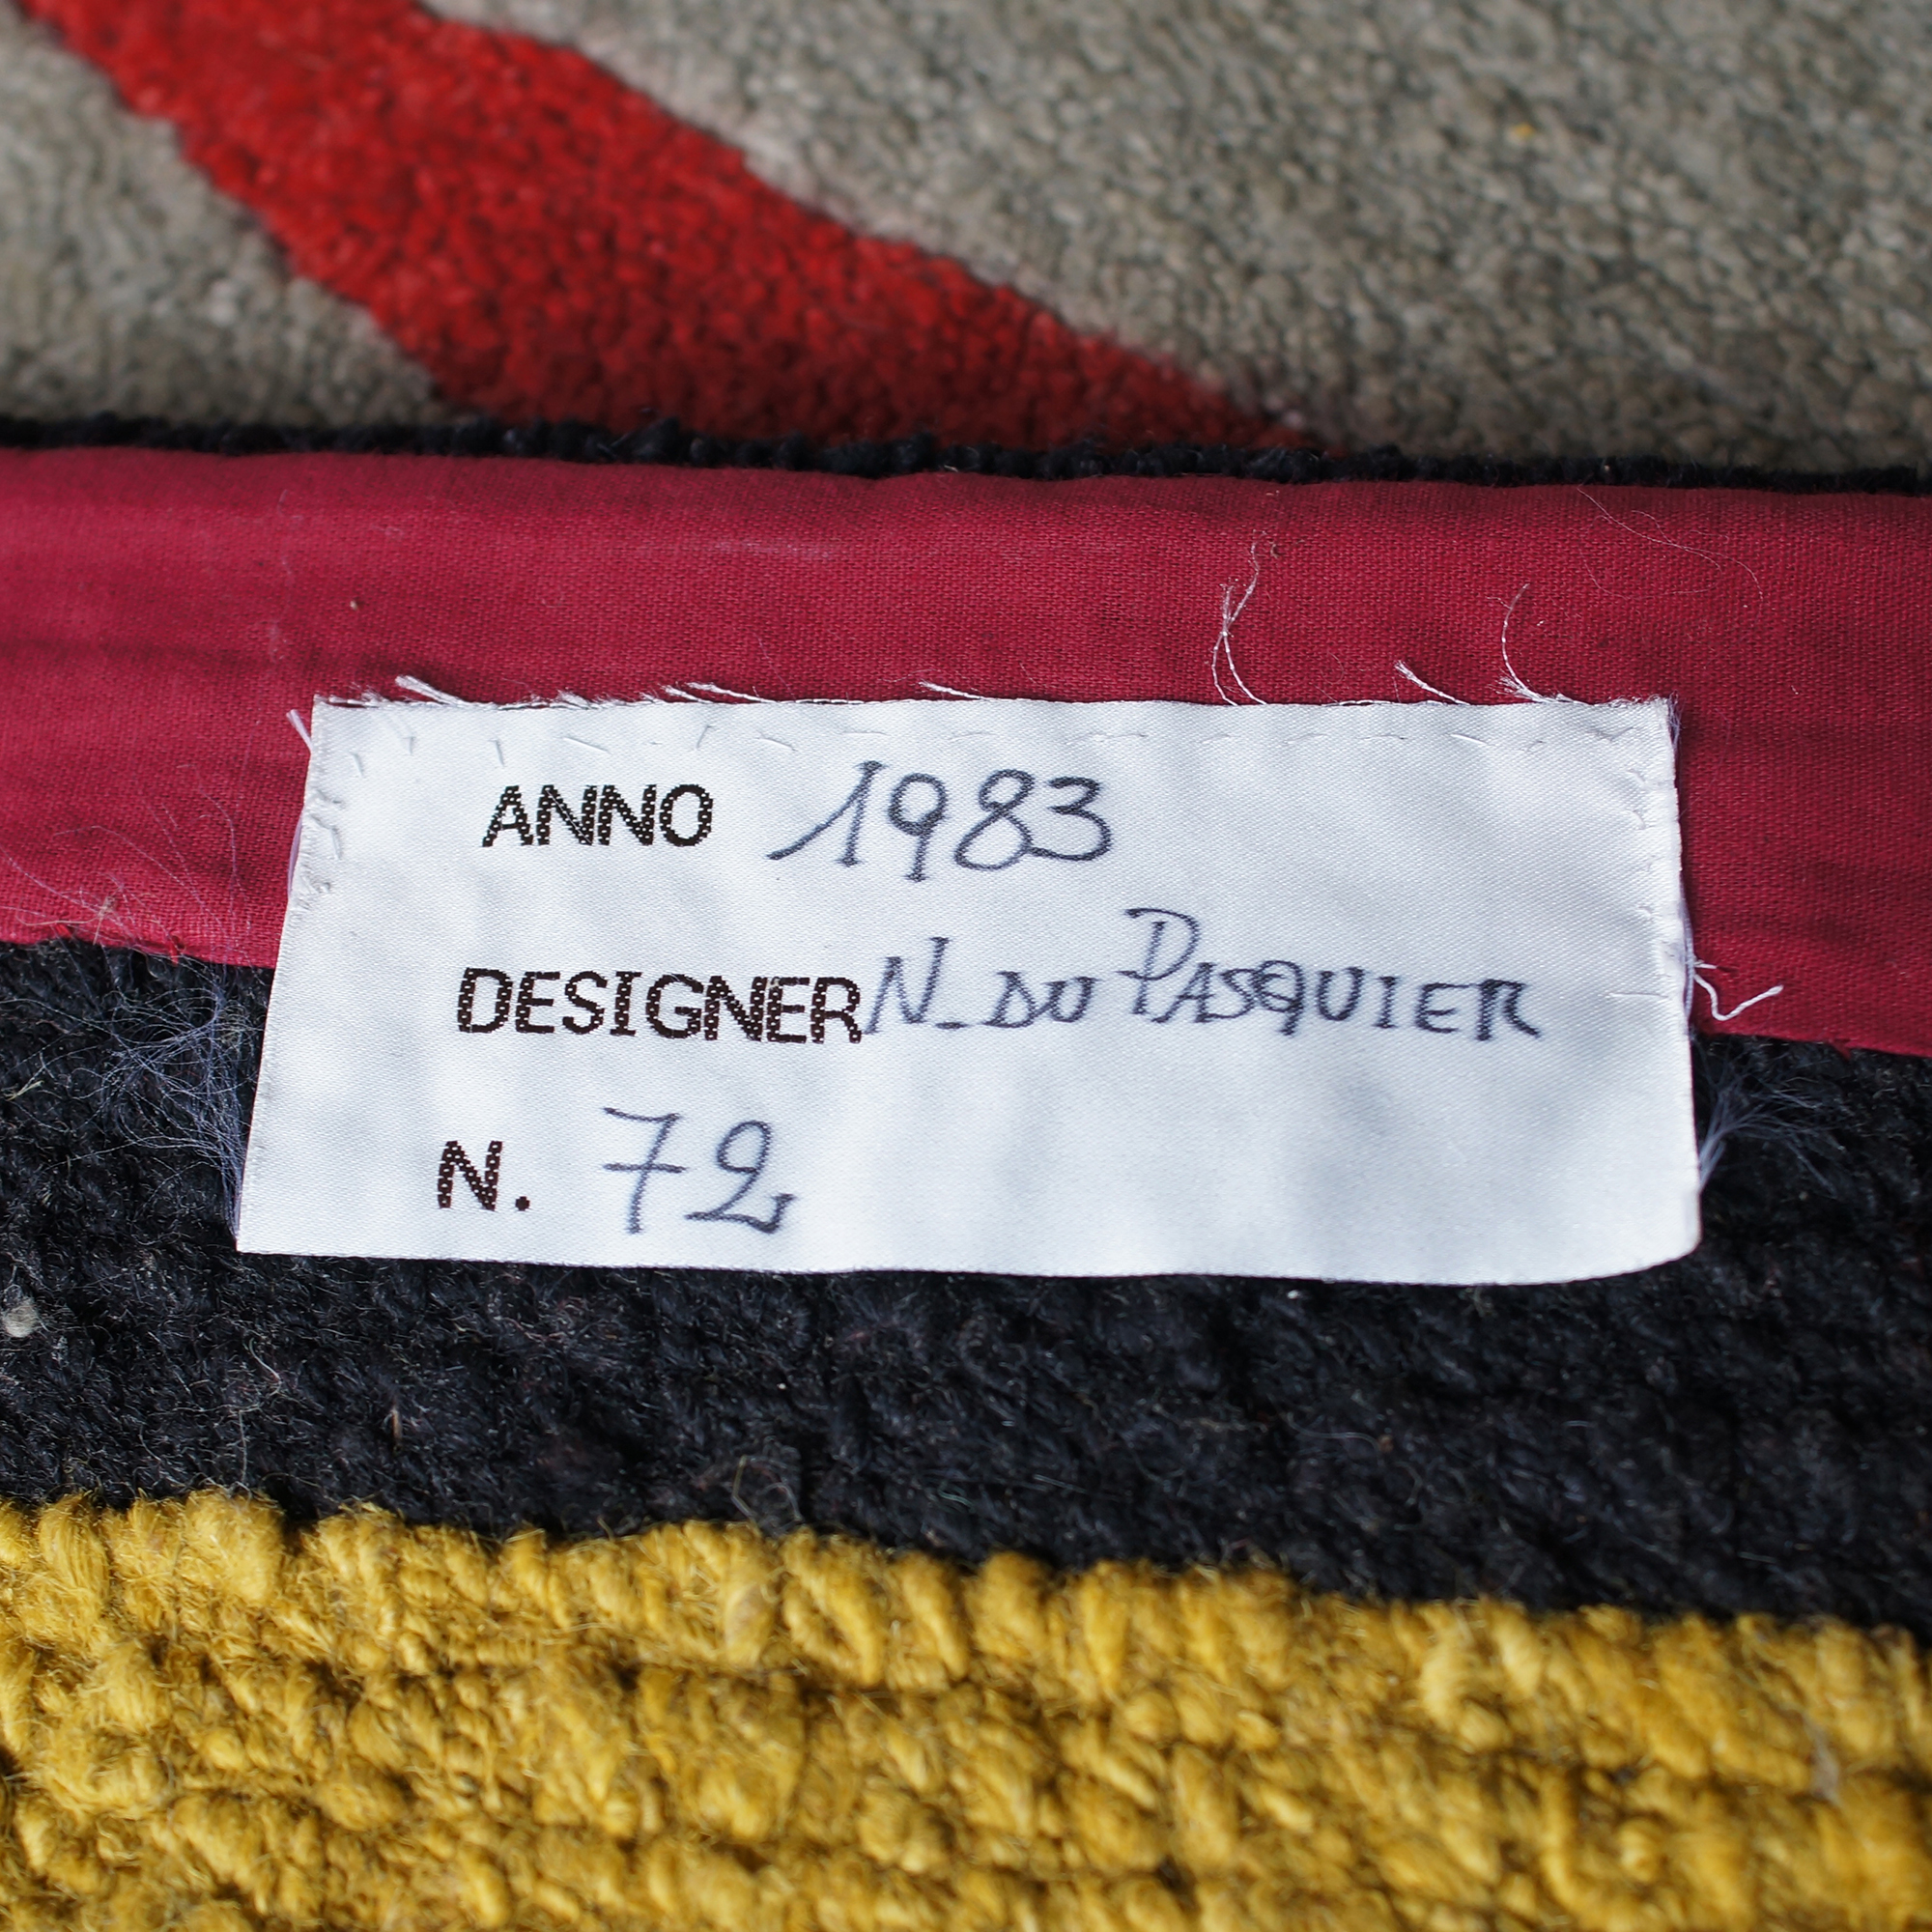 ANNO 1983
DESIGNER N. DU PASQUIER
N. 72